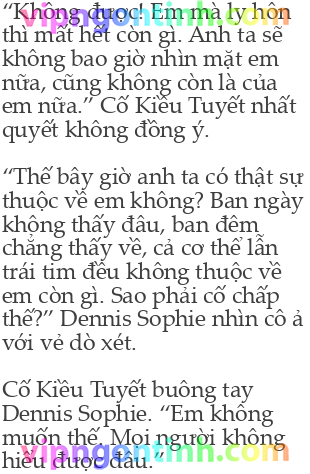 “Không được! Em mà ly hôn
thì mất hết còn gì. Anh ta sẽ
không bao giờ nhìn mặt em
nữa, cũng không còn là của
em nữa.” Cố Kiều Tuyết nhất
quyết không đồng ý.
“Thế bây giờ anh ta có thật sự
thuộc về em không? Ban ngày
không thấy đâu, ban đêm
chẳng thấy về, cả cơ thể lẫn
trái tim đều không thuộc về
em còn gì. Sao phải cố chấp
thế?” Dennis Sophie nhìn cô ả
với vẻ dò xét.
Cố Kiều Tuyết buông tay
Dennis Sophie. “Em không
muốn thế. Mọi người không
hiểu được đâu.”
vipngontinh.com
vipngontinh.com